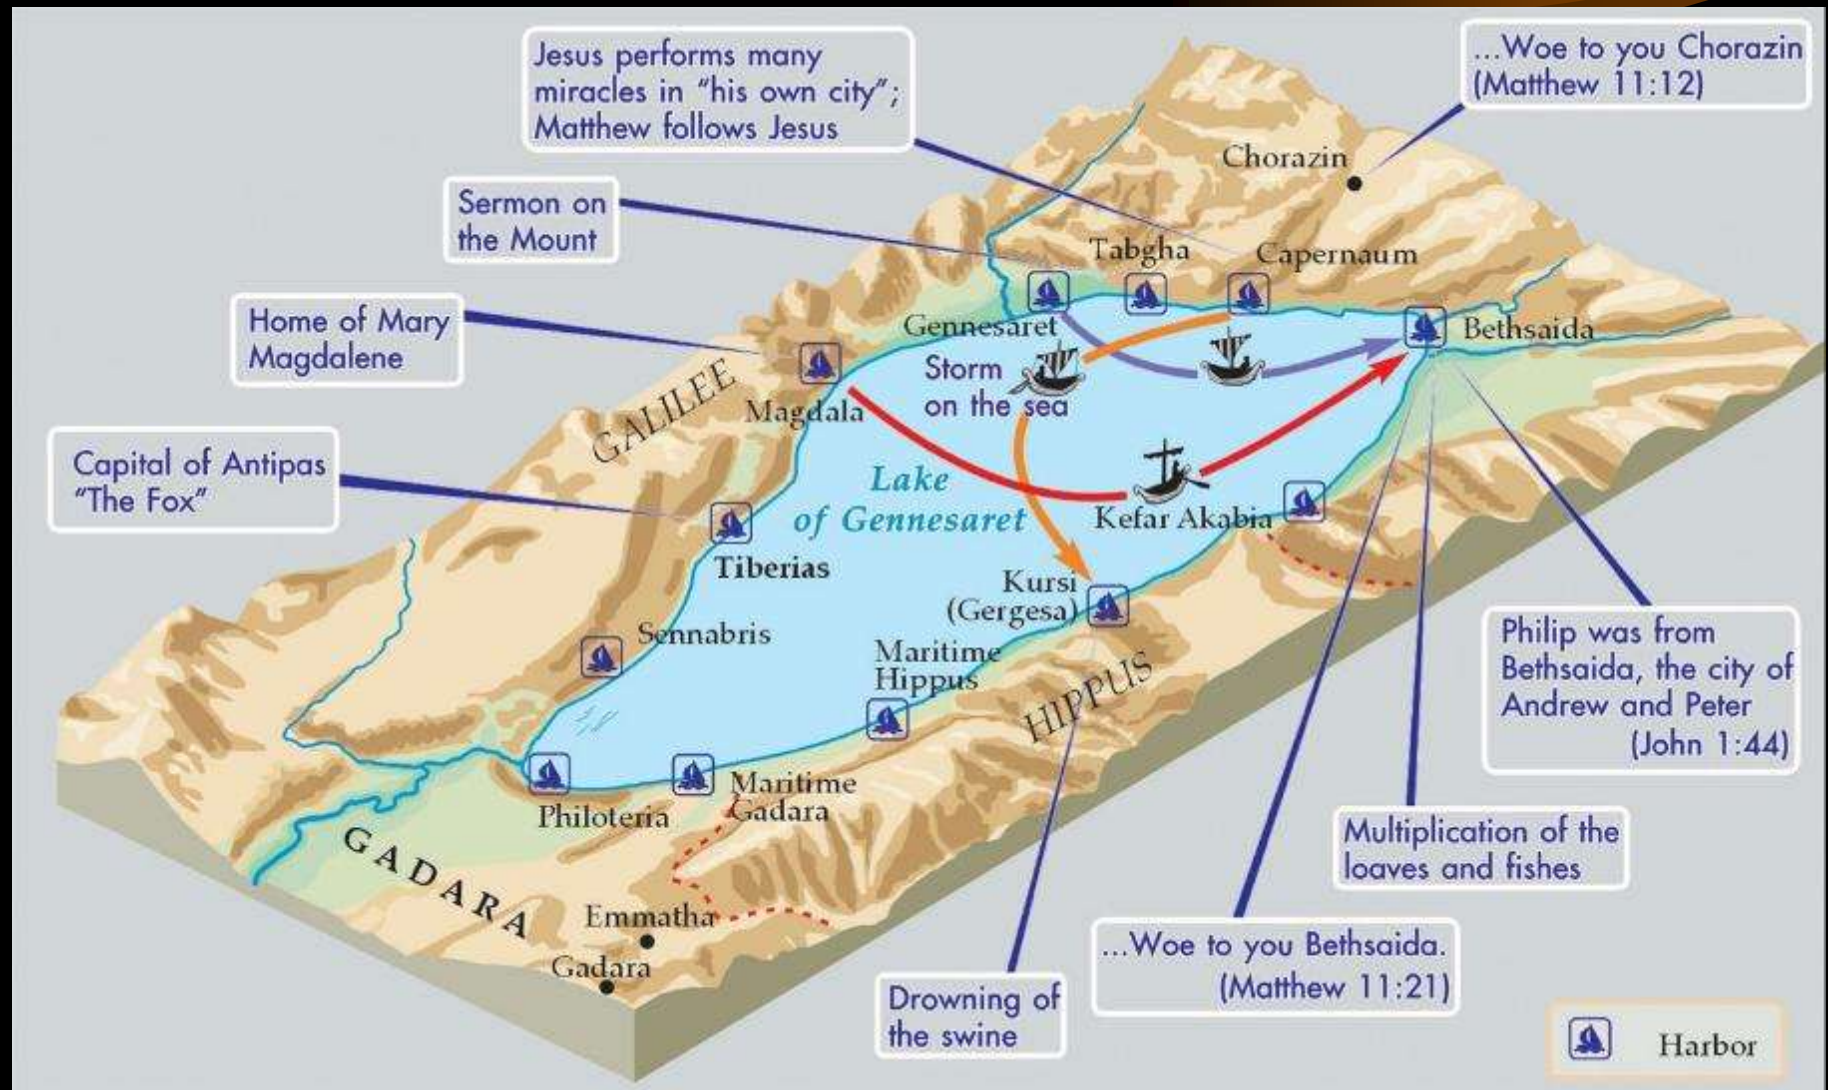 Jesus performs many
miracles in "his own city";
Matthew follows Jesus
...Woe to you Chorazin
(Matthew 11:12)
Chorazin
Sermon on
the Mount
Tabgha
Capernaum
Home of Mary
Magdalene
Gennesaret
Bethsaida
Storm
on the sea
GALILEE
Magdala
Capital of Antipas
"The Fox"
Lake
of Gennesaret
Kefar Akabia
Tiberias
Kursi
(Gergesa)
Sennabris
Maritime
Hippus
HIPPUS
Philip was from
Bethsaida, the city of
Andrew and Peter
(John 1:44)
Maritime
Gadara
Philoteria
GADARA
Multiplication of the
loaves and fishes
Emmatha
Gadara
...Woe to you Bethsaida.
(Matthew 11:21)
Drowning of
the swine
Harbor